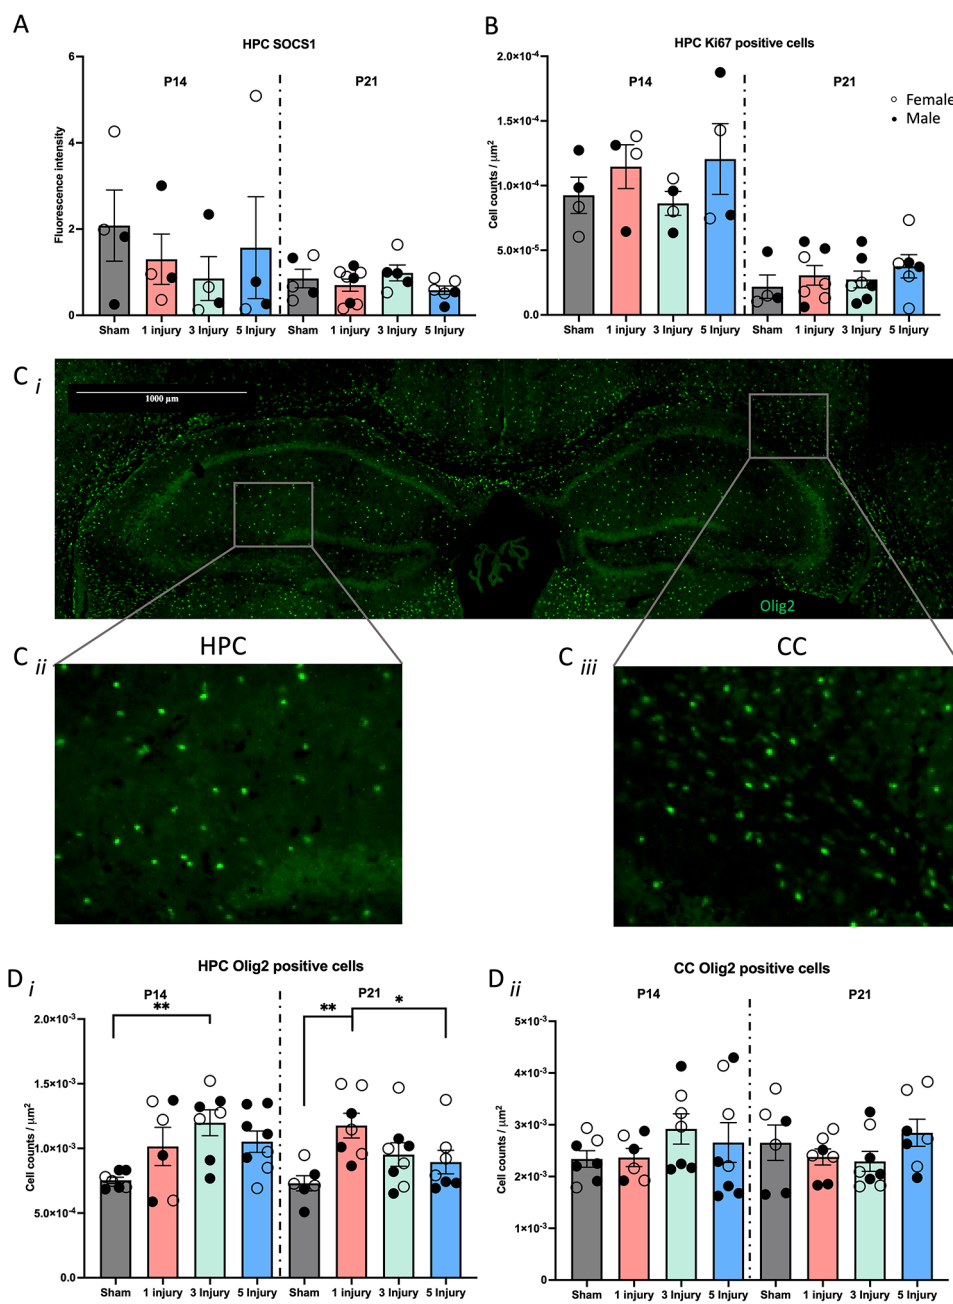 A
HPC SOCS1
P14
P21
Fluorescence intensity
6
4
2
0
Sham
1 injury
3 Injury
5 Injury
Sham
1 injury
3 Injury
5 Injury
B
HPC Ki67 positive cells
P14
P21
Female
Male
Cell counts / µm²
2.0×10⁻⁴
1.5×10⁻⁴
1.0×10⁻⁴
5.0×10⁻⁵
0.0
Sham
1 injury
3 Injury
5 Injury
Sham
1 injury
3 Injury
5 Injury
C i
1000 µm
Olig2
C ii
HPC
C iii
CC
D i
HPC Olig2 positive cells
P14
P21
**
**
*
Cell counts / µm²
2.0×10⁻³
1.5×10⁻³
1.0×10⁻³
5.0×10⁻⁴
0.0
Sham
1 injury
3 Injury
5 Injury
Sham
1 injury
3 Injury
5 Injury
D ii
CC Olig2 positive cells
P14
P21
Cell counts / µm²
5×10⁻³
4×10⁻³
3×10⁻³
2×10⁻³
1×10⁻³
0
Sham
1 injury
3 Injury
5 Injury
Sham
1 injury
3 Injury
5 Injury